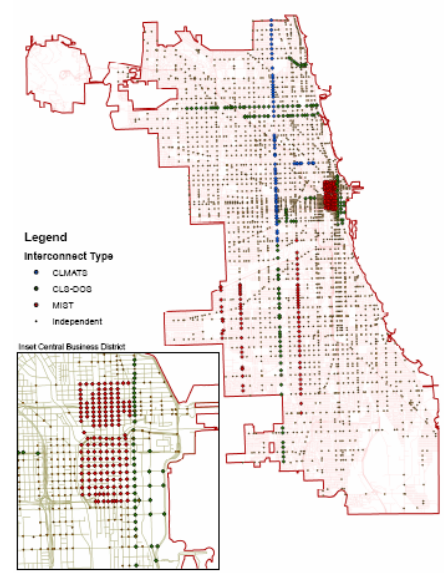 Legend
Interconnect Type
CLMATS
CLS-DOS
MIST
Independent
Inset Central Business District